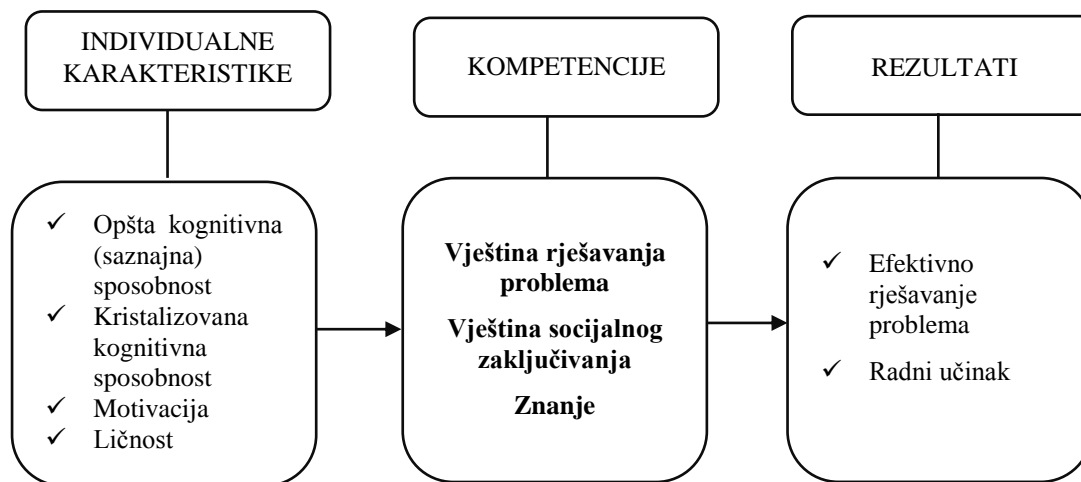 INDIVIDUALNE
KARAKTERISTIKE
KOMPETENCIJE
REZULTATI
✓ Opšta kognitivna
(saznajna)
sposobnost
✓ Kristalizovana
kognitivna
sposobnost
✓ Motivacija
✓ Ličnost
Vještina rješavanja
problema
Vještina socijalnog
zaključivanja
Znanje
✓ Efektivno
rješavanje
problema
✓ Radni učinak